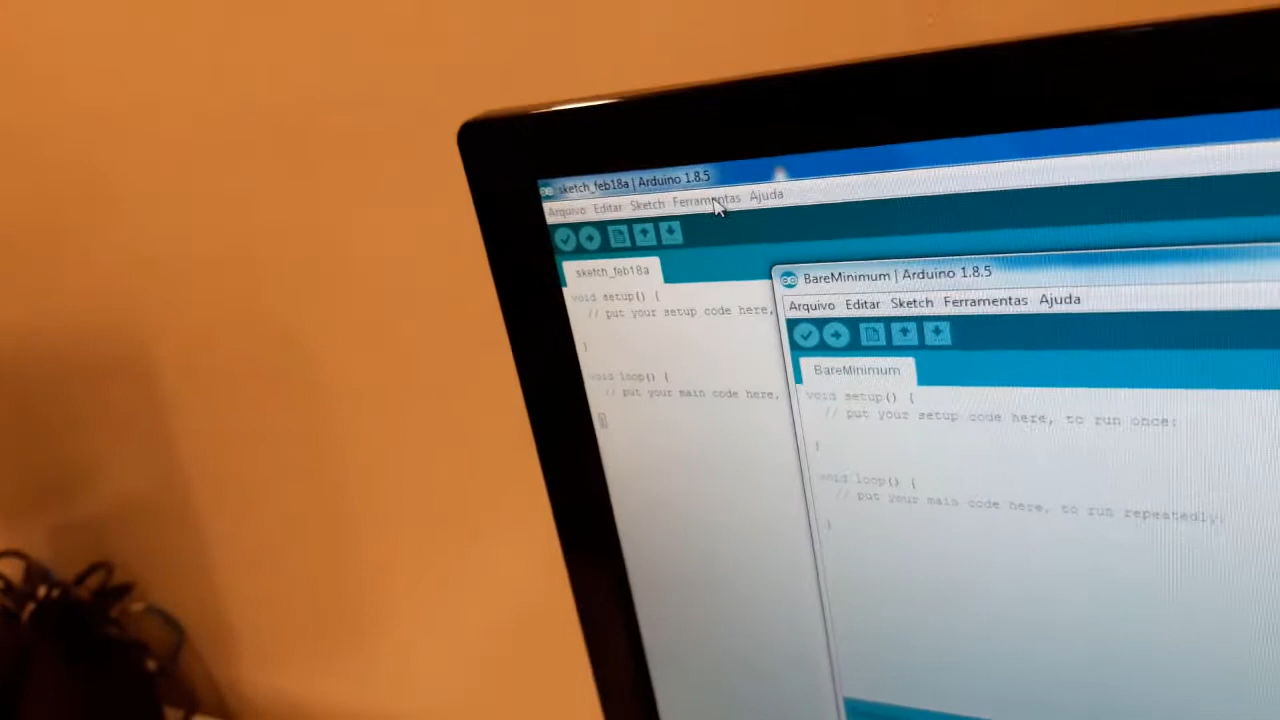 sketch_feb18a | Arduino 1.8.5
Arquivo Editar Sketch Ferramentas Ajuda
sketch_feb18a
void setup() {
// put your setup code here,
}
void loop() {
// put your main code here,
}
BareMinimum | Arduino 1.8.5
Arquivo Editar Sketch Ferramentas Ajuda
BareMinimum
void setup() {
// put your setup code here, to run once:
}
void loop() {
// put your main code here, to run repeatedly:
}